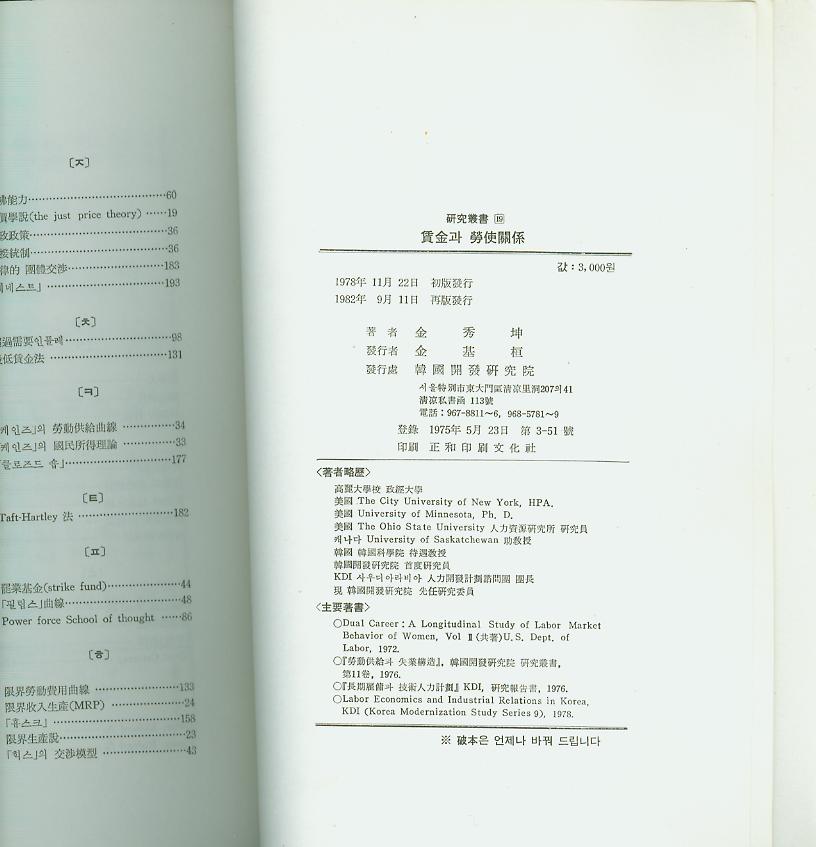 〔ㅈ〕
能力 60
價學說(the just price theory) 19
政政策 36
接統制 36
律的 團體交涉 183
네스트」 193
〔ㅊ〕
過需要인플레 98
最低賃金法 131
〔ㅋ〕
「케인즈」의 勞動供給曲線 34
「케인즈」의 國民所得理論 33
「클로즈드 숍」 177
〔ㅌ〕
Taft-Hartley 法 182
〔ㅍ〕
罷業基金(strike fund) 44
「필립스」曲線 48
Power force School of thought 86
〔ㅎ〕
限界勞動費用曲線 133
限界收入生產(MRP) 24
『휴스크』 158
限界生產說 23
「힉스」의 交涉模型 43
硏究叢書 19
賃金과 勞使關係
값 : 3,000원
1978年 11月 22日 初版發行
1982年 9月 11日 再版發行
著者 金 秀 坤
發行者 金 基 桓
發行處 韓國開發硏究院
서울特別市東大門區淸凉里洞207의41
淸凉私書函 113號
電話 : 967-8811～6, 968-5781～9
登錄 1975年 5月 23日 第 3-51 號
印刷 正和印刷文化社
〈著者略歷〉
高麗大學校 政經大學
美國 The City University of New York, HPA.
美國 University of Minnesota, Ph. D.
美國 The Ohio State University 人力資源硏究所 硏究員
캐나다 University of Saskatchewan 助敎授
韓國 韓國科學院 待遇敎授
韓國開發硏究院 首席硏究員
KDI 사우디아라비아 人力開發計劃諮問團 團長
現 韓國開發硏究院 先任硏究委員
〈主要著書〉
○Dual Career : A Longitudinal Study of Labor Market
Behavior of Women, Vol Ⅱ (共著)U.S. Dept. of
Labor, 1972.
○『勞動供給과 失業構造』, 韓國開發硏究院 硏究叢書,
第11卷, 1976.
○『長期雇傭과 技術人力計劃』 KDI, 硏究報告書, 1976.
○Labor Economics and Industrial Relations in Korea,
KDI (Korea Modernization Study Series 9), 1978.
※ 破本은 언제나 바꿔 드립니다